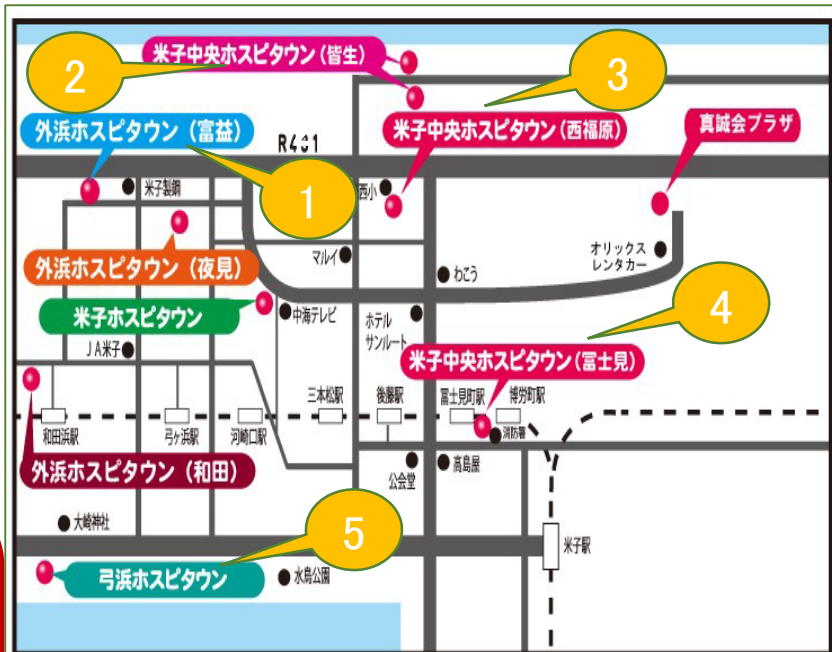 米子中央ホスピタウン(皆生)
2
3
外浜ホスピタウン（富益）
R431
米子中央ホスピタウン(西福原)
真誠会プラザ
米子製鋼
1
西小
外浜ホスピタウン（夜見）
マルイ
オリックス
レンタカー
わこう
米子ホスピタウン
中海テレビ
ホテル
サンルート
4
JA米子
米子中央ホスピタウン(冨士見)
三本松駅
後藤駅
冨士見町駅
博労町駅
和田浜駅
弓ヶ浜駅
河崎口駅
消防署
外浜ホスピタウン（和田）
公会堂
高島屋
大崎神社
5
米子駅
弓浜ホスピタウン
水鳥公園